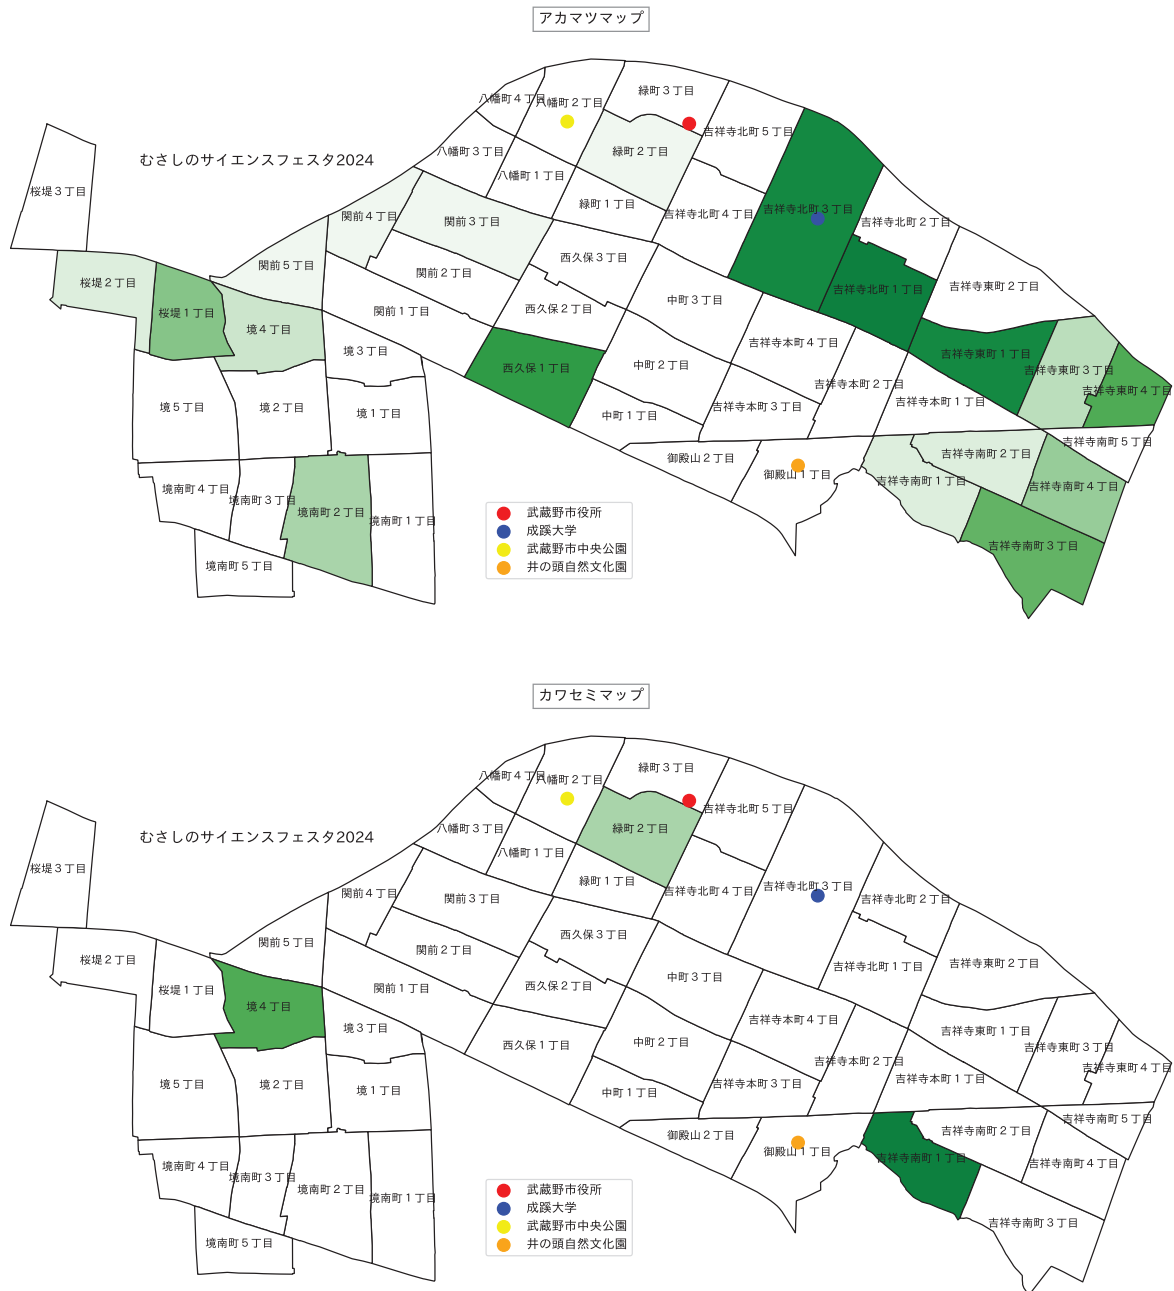 アカマツマップ
緑町３丁目
八幡町４丁目
八幡町２丁目
吉祥寺北町５丁目
八幡町３丁目
緑町２丁目
むさしのサイエンスフェスタ2024
八幡町１丁目
桜堤３丁目
緑町１丁目
吉祥寺北町３丁目
関前４丁目
吉祥寺北町４丁目
関前３丁目
吉祥寺北町２丁目
西久保３丁目
関前５丁目
関前２丁目
桜堤２丁目
吉祥寺東町２丁目
吉祥寺北町１丁目
中町３丁目
西久保２丁目
関前１丁目
桜堤１丁目
境４丁目
吉祥寺本町４丁目
境３丁目
吉祥寺東町１丁目
中町２丁目
西久保１丁目
吉祥寺東町３丁目
吉祥寺本町２丁目
吉祥寺東町４丁目
吉祥寺本町１丁目
境５丁目
境２丁目
吉祥寺本町３丁目
境１丁目
中町１丁目
吉祥寺南町５丁目
吉祥寺南町２丁目
御殿山２丁目
御殿山１丁目
吉祥寺南町１丁目
吉祥寺南町４丁目
境南町４丁目
境南町３丁目
境南町２丁目
境南町１丁目
武蔵野市役所
成蹊大学
吉祥寺南町３丁目
武蔵野市中央公園
境南町５丁目
井の頭自然文化園
カワセミマップ
緑町３丁目
八幡町４丁目
八幡町２丁目
吉祥寺北町５丁目
八幡町３丁目
緑町２丁目
むさしのサイエンスフェスタ2024
八幡町１丁目
桜堤３丁目
緑町１丁目
吉祥寺北町３丁目
関前４丁目
吉祥寺北町４丁目
関前３丁目
吉祥寺北町２丁目
西久保３丁目
関前５丁目
関前２丁目
桜堤２丁目
吉祥寺東町２丁目
吉祥寺北町１丁目
中町３丁目
西久保２丁目
関前１丁目
桜堤１丁目
境４丁目
吉祥寺本町４丁目
境３丁目
吉祥寺東町１丁目
中町２丁目
西久保１丁目
吉祥寺東町３丁目
吉祥寺本町２丁目
吉祥寺東町４丁目
吉祥寺本町１丁目
境５丁目
境２丁目
吉祥寺本町３丁目
境１丁目
中町１丁目
吉祥寺南町５丁目
吉祥寺南町２丁目
御殿山２丁目
御殿山１丁目
吉祥寺南町１丁目
吉祥寺南町４丁目
境南町４丁目
境南町３丁目
境南町２丁目
境南町１丁目
武蔵野市役所
成蹊大学
吉祥寺南町３丁目
武蔵野市中央公園
境南町５丁目
井の頭自然文化園